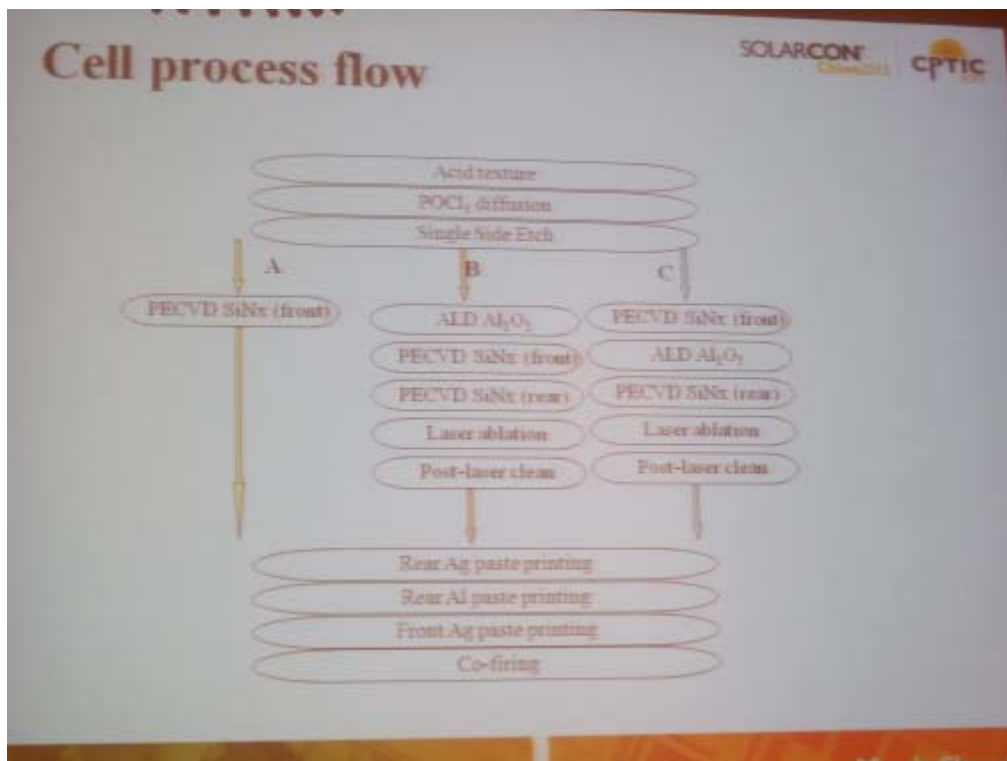 Cell process flow
SOLARCON
CPTIC
Acid texture
POCl₃ diffusion
Single Side Etch
A
B
C
PECVD SiNx (front)
ALD Al₂O₃
PECVD SiNx (front)
PECVD SiNx (rear)
Laser ablation
Post-laser clean
PECVD SiNx (front)
ALD Al₂O₃
PECVD SiNx (rear)
Laser ablation
Post-laser clean
Rear Ag paste printing
Rear Al paste printing
Front Ag paste printing
Co-firing